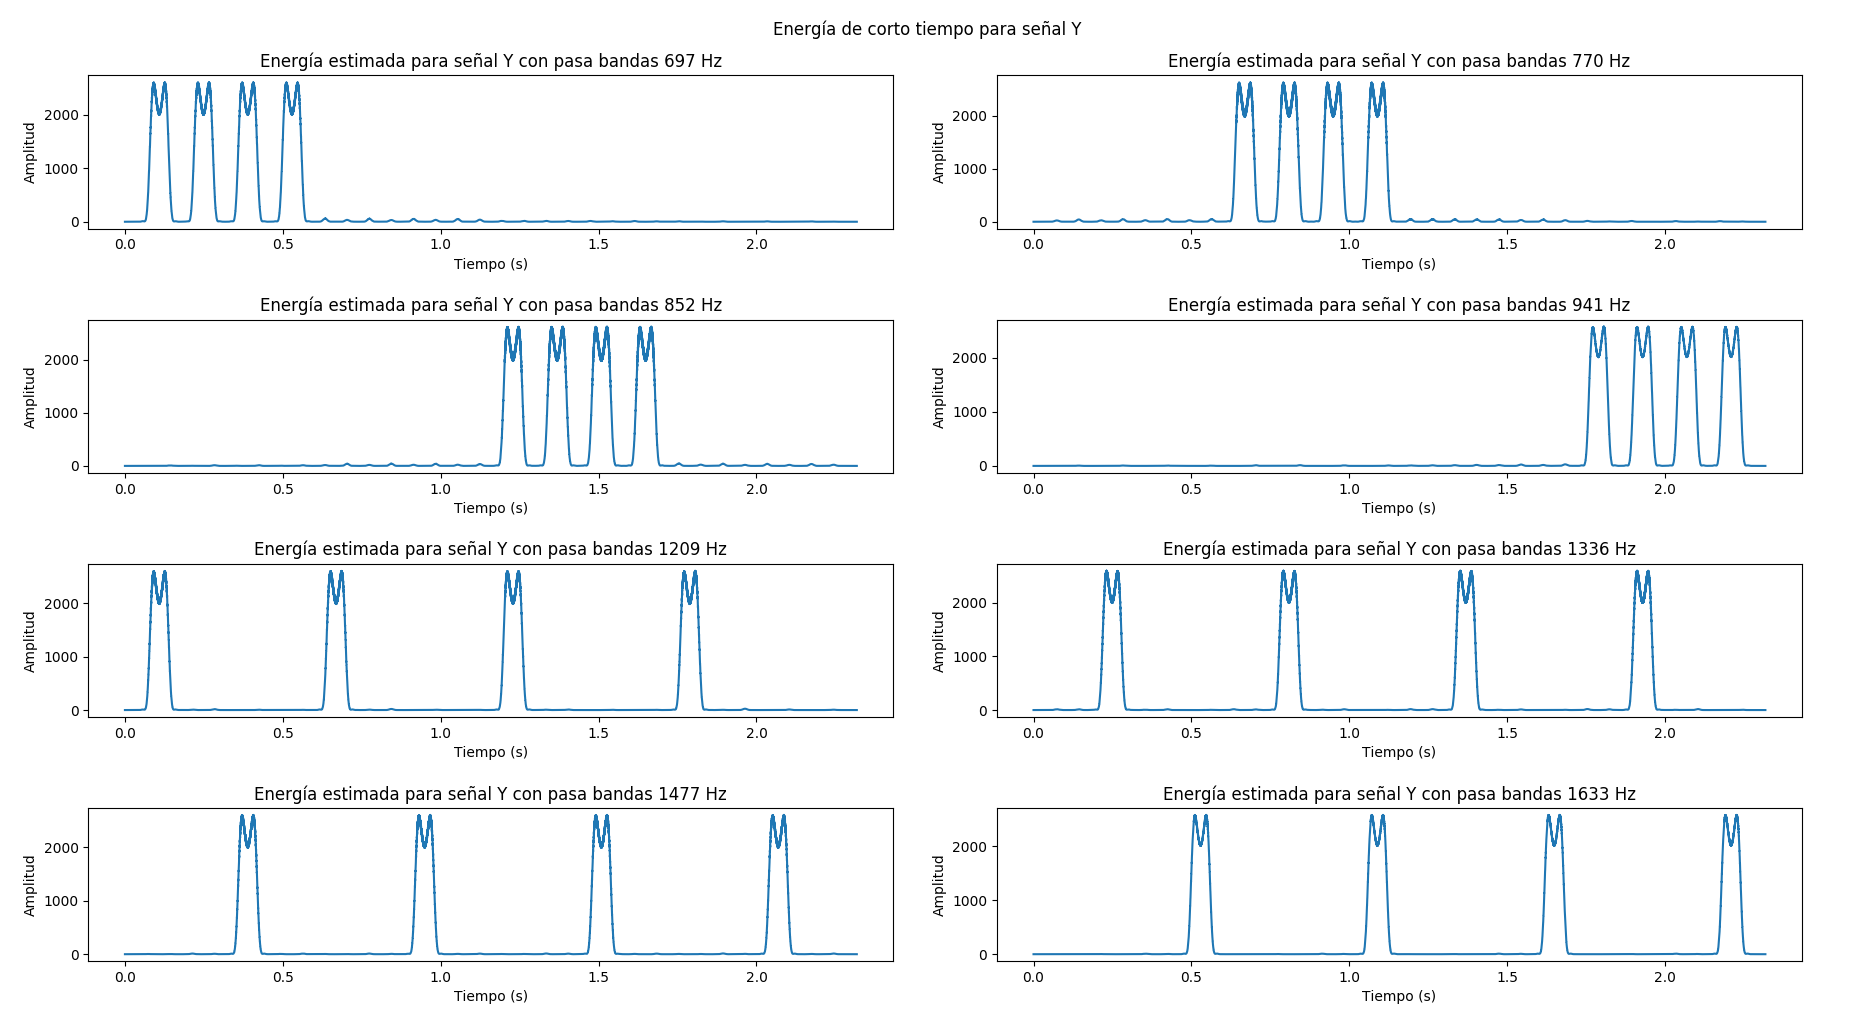 Energía de corto tiempo para señal Y
Energía estimada para señal Y con pasa bandas 697 Hz
Amplitud
2000
1000
0
0.0 0.5 1.0 1.5 2.0
Tiempo (s)
Energía estimada para señal Y con pasa bandas 770 Hz
Amplitud
2000
1000
0
0.0 0.5 1.0 1.5 2.0
Tiempo (s)
Energía estimada para señal Y con pasa bandas 852 Hz
Amplitud
2000
1000
0
0.0 0.5 1.0 1.5 2.0
Tiempo (s)
Energía estimada para señal Y con pasa bandas 941 Hz
Amplitud
2000
1000
0
0.0 0.5 1.0 1.5 2.0
Tiempo (s)
Energía estimada para señal Y con pasa bandas 1209 Hz
Amplitud
2000
1000
0
0.0 0.5 1.0 1.5 2.0
Tiempo (s)
Energía estimada para señal Y con pasa bandas 1336 Hz
Amplitud
2000
1000
0
0.0 0.5 1.0 1.5 2.0
Tiempo (s)
Energía estimada para señal Y con pasa bandas 1477 Hz
Amplitud
2000
1000
0
0.0 0.5 1.0 1.5 2.0
Tiempo (s)
Energía estimada para señal Y con pasa bandas 1633 Hz
Amplitud
2000
1000
0
0.0 0.5 1.0 1.5 2.0
Tiempo (s)